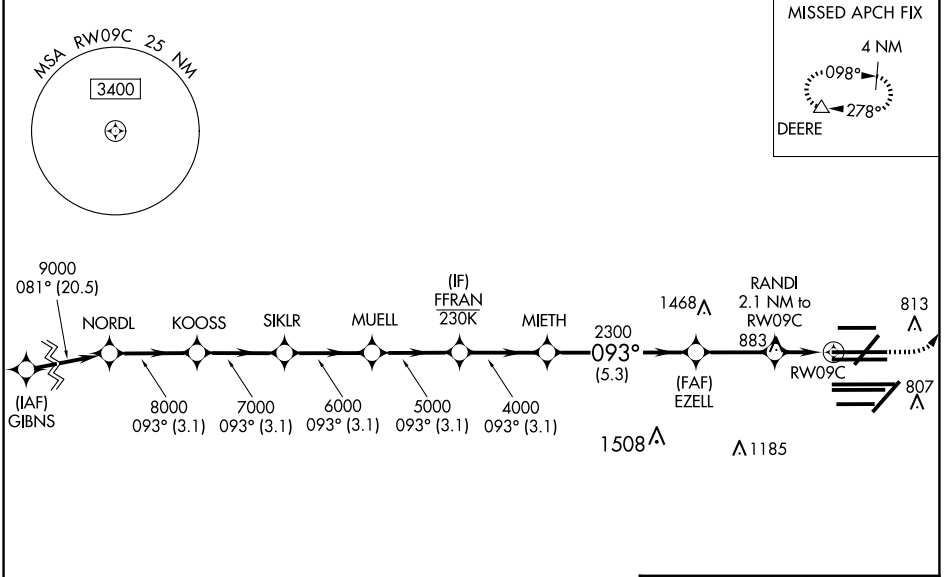 MSA RW09C 25 NM
3400
MISSED APCH FIX
4 NM
098°
278°
DEERE
9000
081° (20.5)
(IAF)
GIBNS
NORDL
8000
093° (3.1)
KOOSS
7000
093° (3.1)
SIKLR
6000
093° (3.1)
MUELL
5000
093° (3.1)
(IF)
FFRAN
230K
4000
093° (3.1)
MIETH
2300
093°
(5.3)
1468
(FAF)
EZELL
RANDI
2.1 NM to
RW09C
883
RW09C
813
807
1508
1185